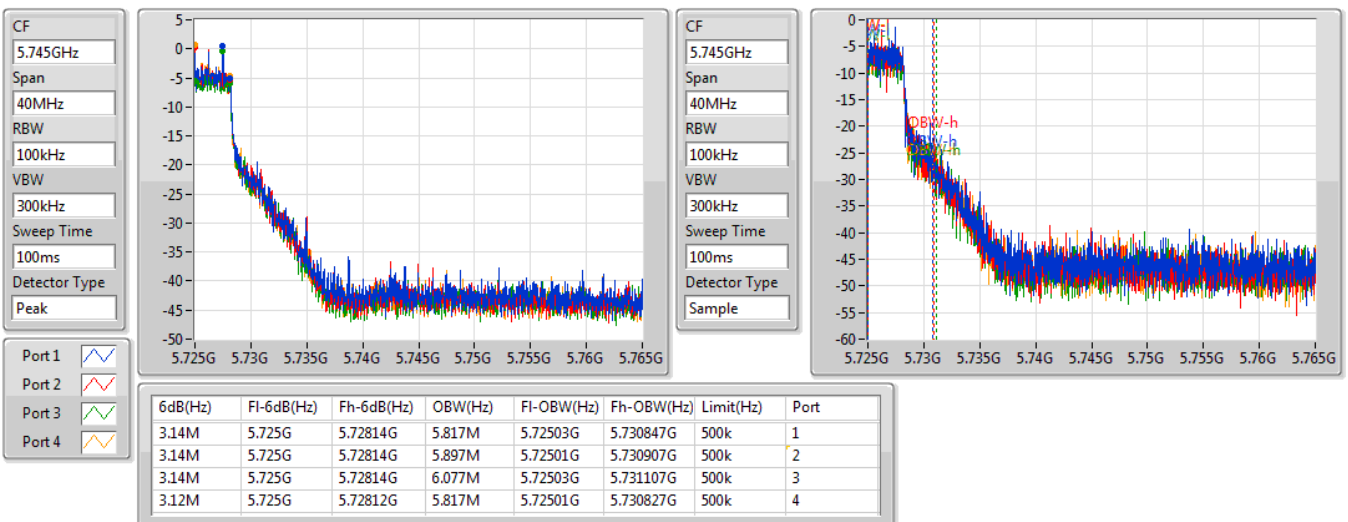 CF
5.745GHz
Span
40MHz
RBW
100kHz
VBW
300kHz
Sweep Time
100ms
Detector Type
Peak
5
0
-5
-10
-15
-20
-25
-30
-35
-40
-45
-50
5.725G 5.73G 5.735G 5.74G 5.745G 5.75G 5.755G 5.76G 5.765G
CF
5.745GHz
Span
40MHz
RBW
100kHz
VBW
300kHz
Sweep Time
100ms
Detector Type
Sample
0
-5
-10
-15
-20
-25
-30
-35
-40
-45
-50
-55
-60
OBW-h
OBW-h
OBW-h
5.725G 5.73G 5.735G 5.74G 5.745G 5.75G 5.755G 5.76G 5.765G
Port 1
Port 2
Port 3
Port 4
6dB(Hz) Fl-6dB(Hz) Fh-6dB(Hz) OBW(Hz) Fl-OBW(Hz) Fh-OBW(Hz) Limit(Hz) Port
3.14M 5.725G 5.72814G 5.817M 5.72503G 5.730847G 500k 1
3.14M 5.725G 5.72814G 5.897M 5.72501G 5.730907G 500k 2
3.14M 5.725G 5.72814G 6.077M 5.72503G 5.731107G 500k 3
3.12M 5.725G 5.72812G 5.817M 5.72501G 5.730827G 500k 4